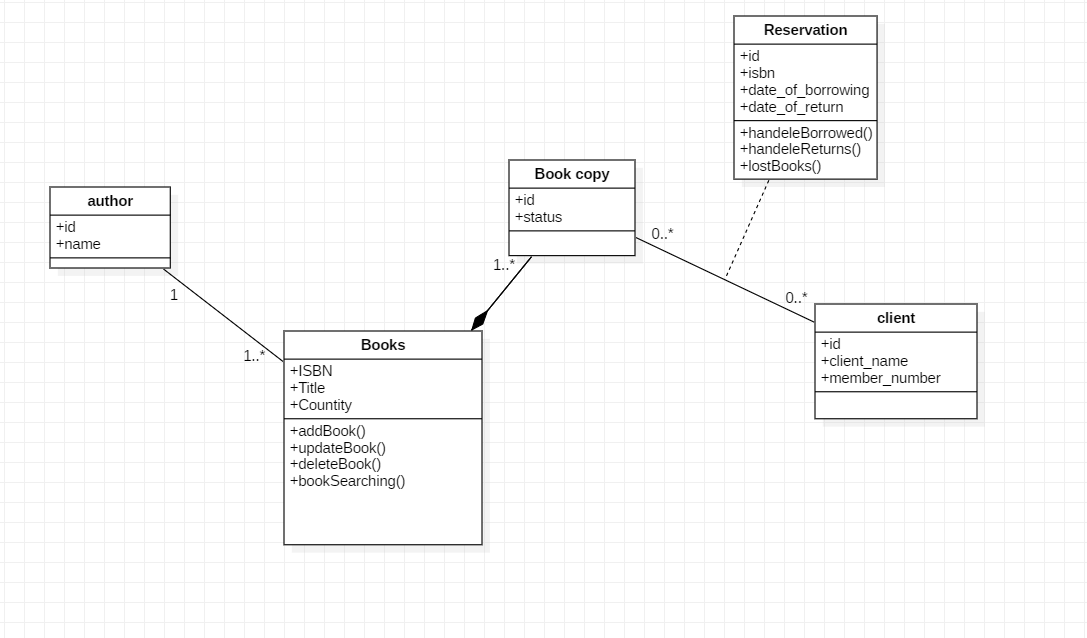 Reservation
+id
+isbn
+date_of_borrowing
+date_of_return
+handeleBorrowed()
+handeleReturns()
+lostBooks()
Book copy
+id
+status
author
+id
+name
0..*
1..*
1
0..*
client
+id
+client_name
+member_number
1..*
Books
+ISBN
+Title
+Countity
+addBook()
+updateBook()
+deleteBook()
+bookSearching()